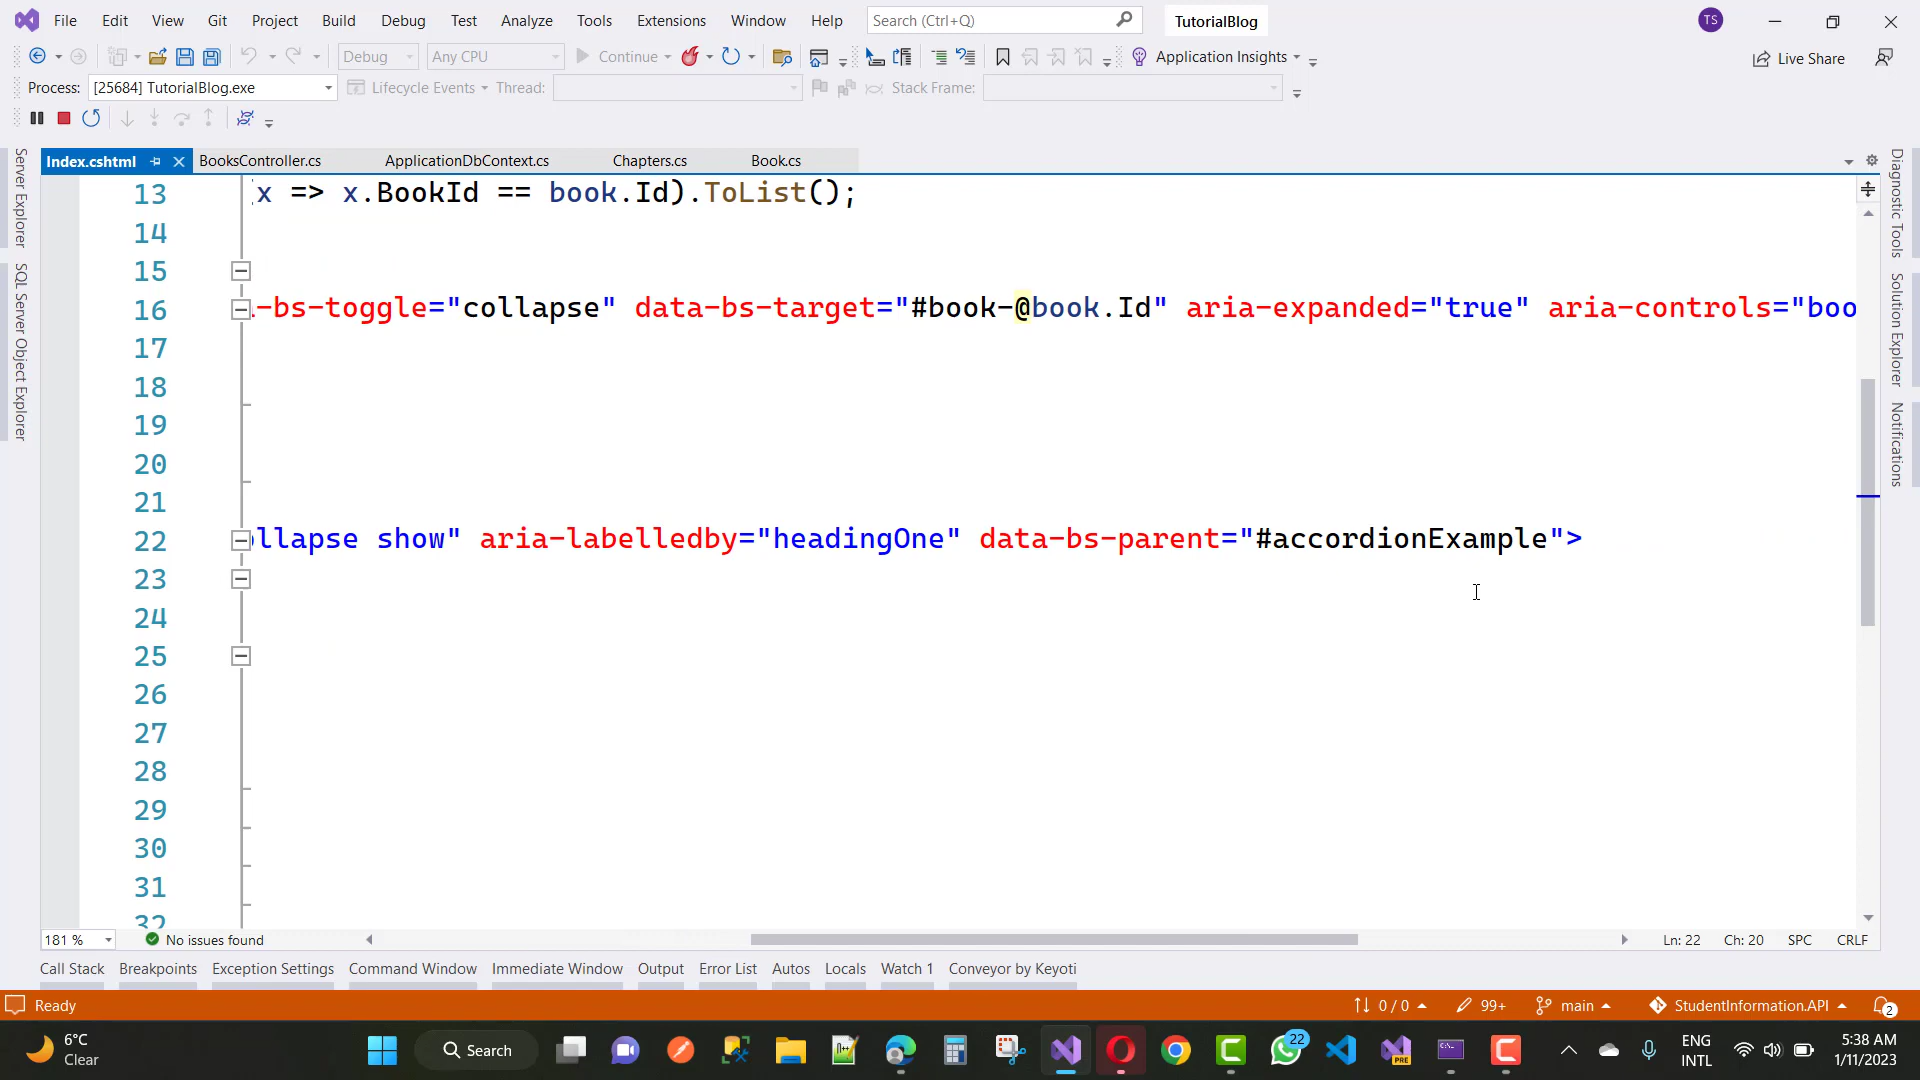 File Edit View Git Project Build Debug Test Analyze Tools Extensions Window Help Search (Ctrl+Q) TutorialBlog TS
Debug Any CPU Continue Application Insights Live Share
Process: [25684] TutorialBlog.exe Lifecycle Events Thread: Stack Frame:
Index.cshtml BooksController.cs ApplicationDbContext.cs Chapters.cs Book.cs
Server Explorer
SQL Server Object Explorer
13 x => x.BookId == book.Id).ToList();
14
15
16 -bs-toggle="collapse" data-bs-target="#book-@book.Id" aria-expanded="true" aria-controls="boo
17
18
19
20
21
22 llapse show" aria-labelledby="headingOne" data-bs-parent="#accordionExample">
23
24
25
26
27
28
29
30
31
32
Diagnostic Tools
Solution Explorer
Notifications
181 % No issues found Ln: 22 Ch: 20 SPC CRLF
Call Stack Breakpoints Exception Settings Command Window Immediate Window Output Error List Autos Locals Watch 1 Conveyor by Keyoti
Ready 0 / 0 99+ main StudentInformation.API 2
6°C
Clear
Search
22
PRE
ENG
INTL
5:38 AM
1/11/2023